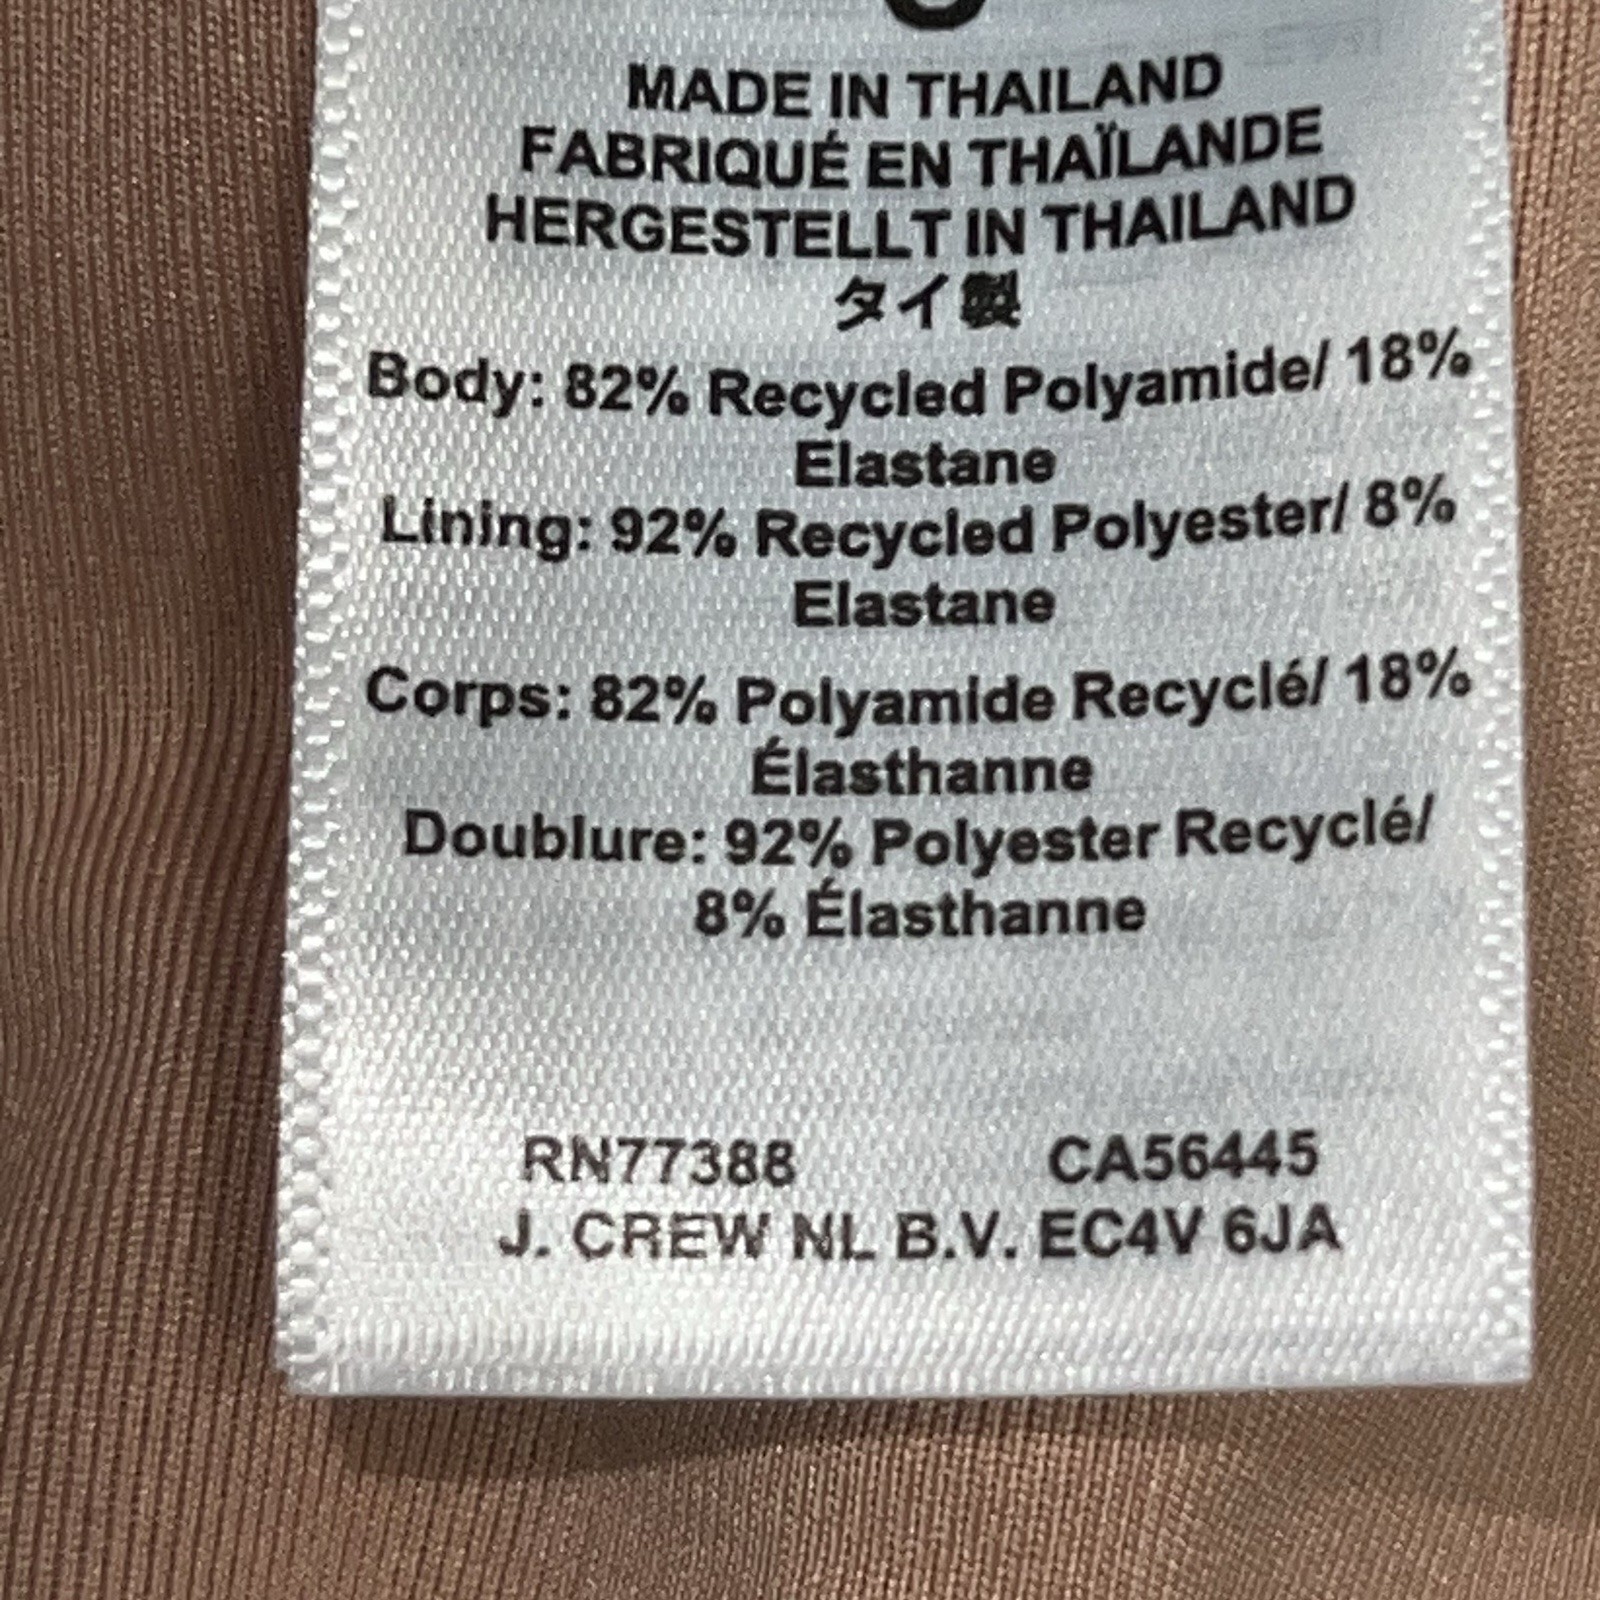 MADE IN THAILAND
FABRIQUÉ EN THAÏLANDE
HERGESTELLT IN THAILAND
タイ製
Body: 82% Recycled Polyamide/ 18%
Elastane
Lining: 92% Recycled Polyester/ 8%
Elastane
Corps: 82% Polyamide Recyclé/ 18%
Élasthanne
Doublure: 92% Polyester Recyclé/
8% Élasthanne
RN77388 CA56445
J. CREW NL B.V. EC4V 6JA